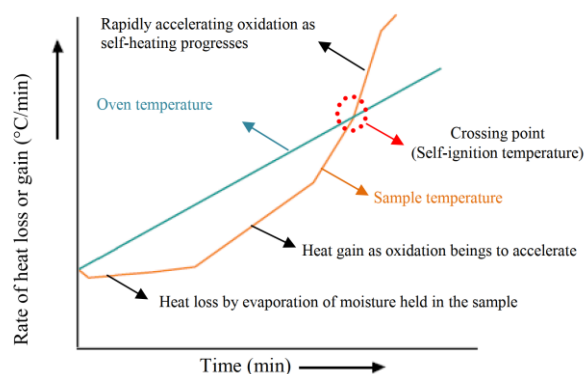 Rapidly accelerating oxidation as
self-heating progresses
Oven temperature
Crossing point
(Self-ignition temperature)
Sample temperature
Heat gain as oxidation beings to accelerate
Heat loss by evaporation of moisture held in the sample
Rate of heat loss or gain (°C/min)
Time (min)